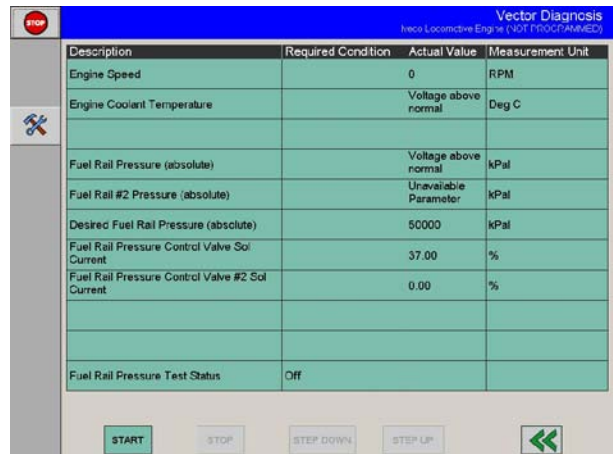 STOP
Vector Diagnosis
Iveco Locomotive Engine (NOT PROGRAMMED)
Description Required Condition Actual Value Measurement Unit
Engine Speed 0 RPM
Engine Coolant Temperature Voltage above normal Deg C
Fuel Rail Pressure (absolute) Voltage above normal kPal
Fuel Rail #2 Pressure (absolute) Unavailable Parameter kPal
Desired Fuel Rail Pressure (absolute) 50000 kPal
Fuel Rail Pressure Control Valve Sol
Current 37.00 %
Fuel Rail Pressure Control Valve #2 Sol
Current 0.00 %
Fuel Rail Pressure Test Status Off
START STOP STEP DOWN STEP UP